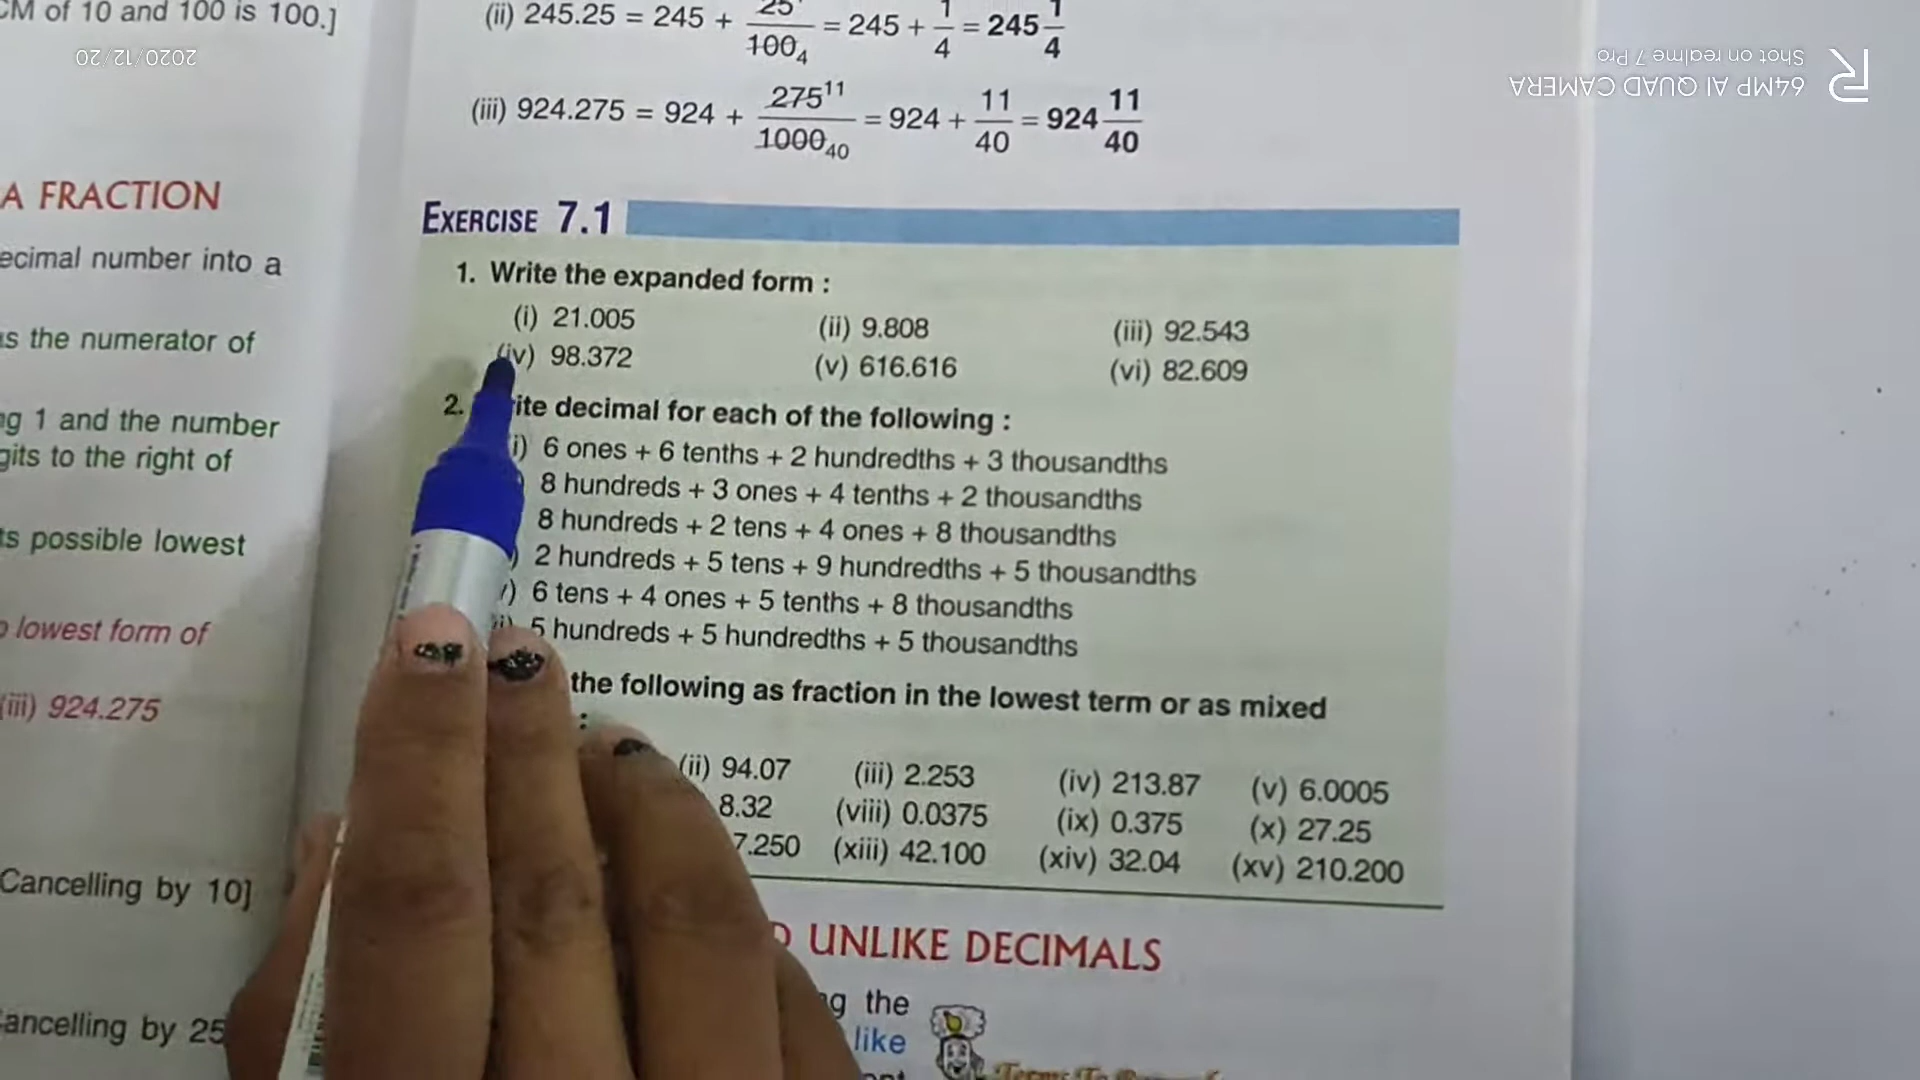 CM of 10 and 100 is 100.]
A FRACTION
decimal number into a
as the numerator of
ng 1 and the number
gits to the right of
ts possible lowest
lowest form of
(iii) 924.275
Cancelling by 10]
ancelling by 25
(ii) 245.25 = 245 + 25/100 4 = 245 + 1/4 = 245 1/4
(iii) 924.275 = 924 + 275 11/1000 40 = 924 + 11/40 = 924 11/40
EXERCISE 7.1
1. Write the expanded form :
(i) 21.005 (ii) 9.808 (iii) 92.543
(iv) 98.372 (v) 616.616 (vi) 82.609
2. ite decimal for each of the following :
i) 6 ones + 6 tenths + 2 hundredths + 3 thousandths
8 hundreds + 3 ones + 4 tenths + 2 thousandths
8 hundreds + 2 tens + 4 ones + 8 thousandths
) 2 hundreds + 5 tens + 9 hundredths + 5 thousandths
) 6 tens + 4 ones + 5 tenths + 8 thousandths
i) 5 hundreds + 5 hundredths + 5 thousandths
the following as fraction in the lowest term or as mixed
:
(ii) 94.07 (iii) 2.253 (iv) 213.87 (v) 6.0005
8.32 (viii) 0.0375 (ix) 0.375 (x) 27.25
7.250 (xiii) 42.100 (xiv) 32.04 (xv) 210.200
D UNLIKE DECIMALS
g the
like
2020/12/20
Shot on realme 7 Pro
64MP AI QUAD CAMERA